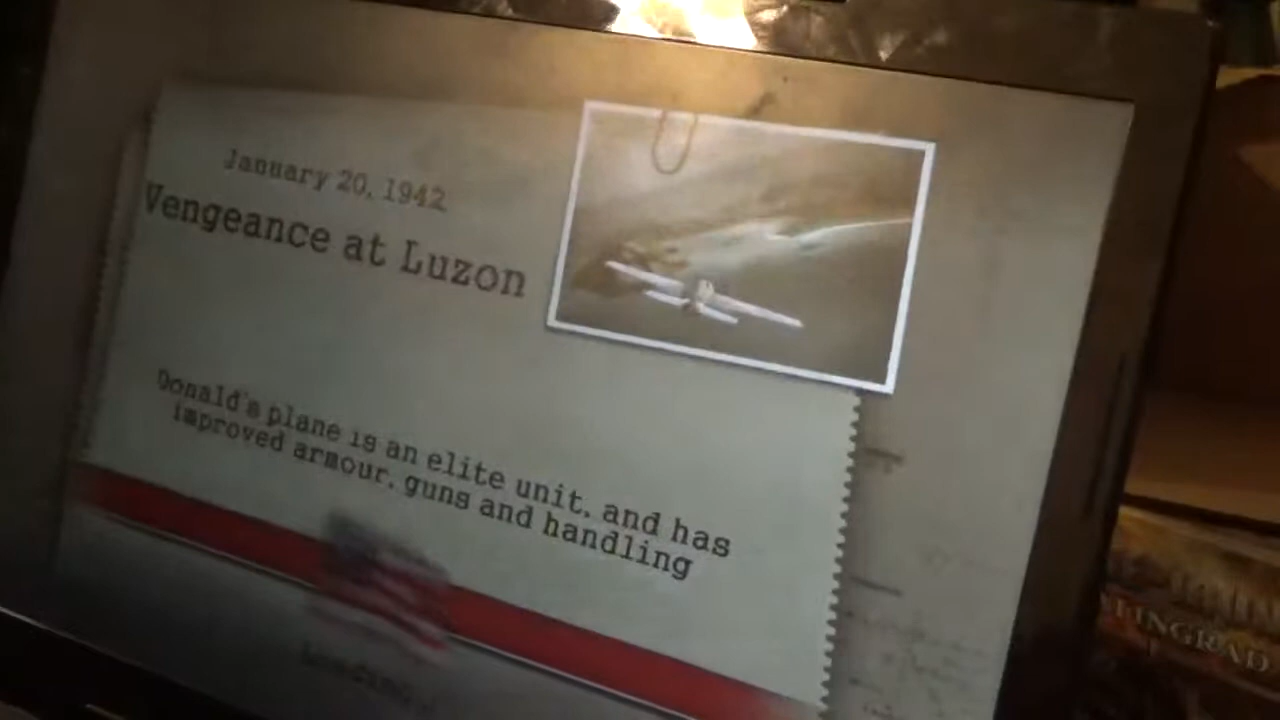 January 20, 1942
Vengeance at Luzon
Donald's plane is an elite unit, and has
improved armour, guns and handling
Loading